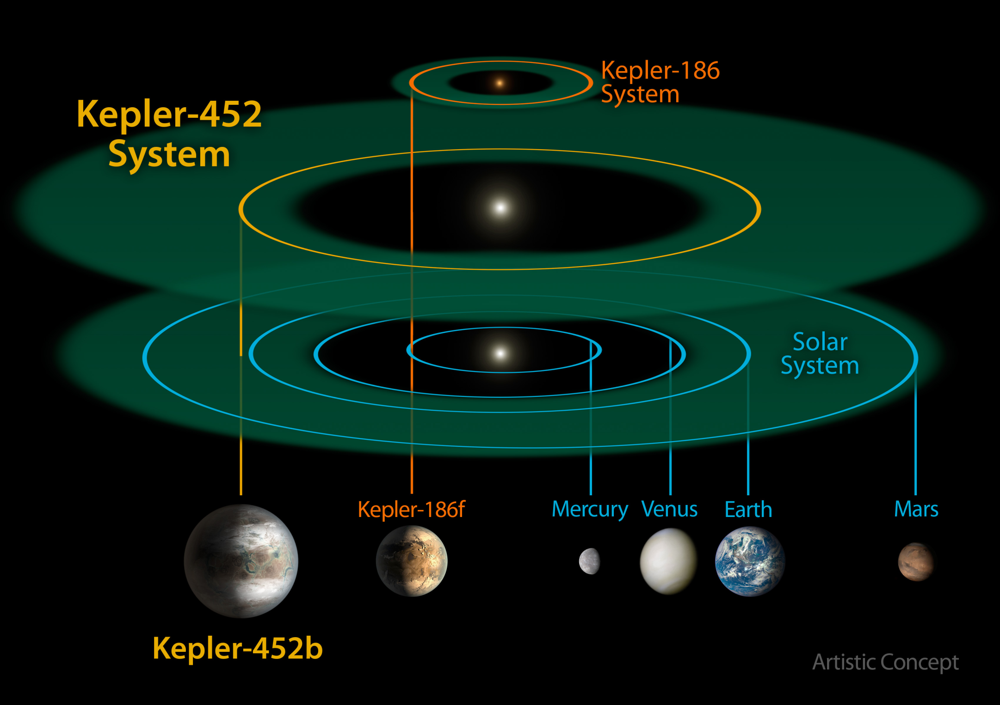 Kepler-186
System
Kepler-452
System
Solar
System
Kepler-186f
Mercury
Venus
Earth
Mars
Kepler-452b
Artistic Concept